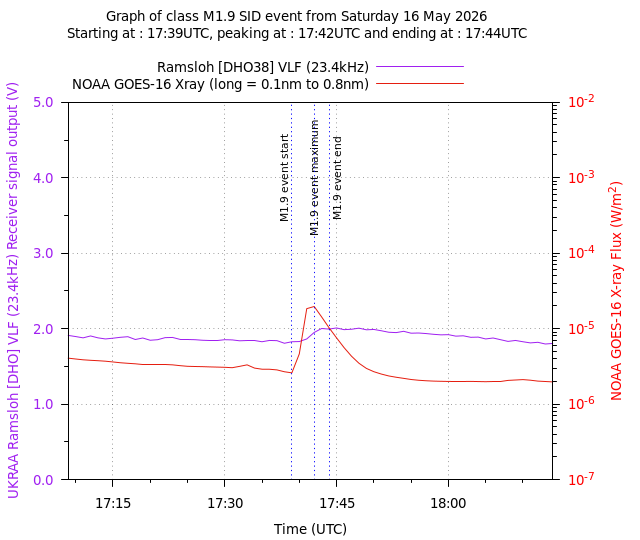 Graph of class M1.9 SID event from Saturday 16 May 2026
Starting at : 17:39UTC, peaking at : 17:42UTC and ending at : 17:44UTC
Ramsloh [DHO38] VLF (23.4kHz)
NOAA GOES-16 Xray (long = 0.1nm to 0.8nm)
UKRAA Ramsloh [DHO] VLF (23.4kHz) Receiver signal output (V)
5.0
4.0
3.0
2.0
1.0
0.0
M1.9 event start
M1.9 event maximum
M1.9 event end
10-2
10-3
10-4
10-5
10-6
10-7
NOAA GOES-16 X-ray Flux (W/m2)
17:15
17:30
17:45
18:00
Time (UTC)